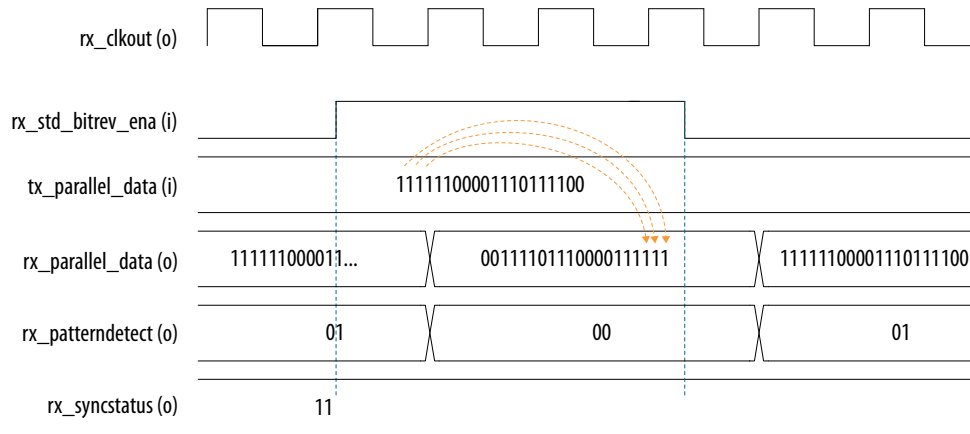 rx_clkout (o)
rx_std_bitrev_ena (i)
tx_parallel_data (i)
11111100001110111100
rx_parallel_data (o)
111111000011...
00111101110000111111
11111100001110111100
rx_patterndetect (o)
01
00
01
rx_syncstatus (o)
11